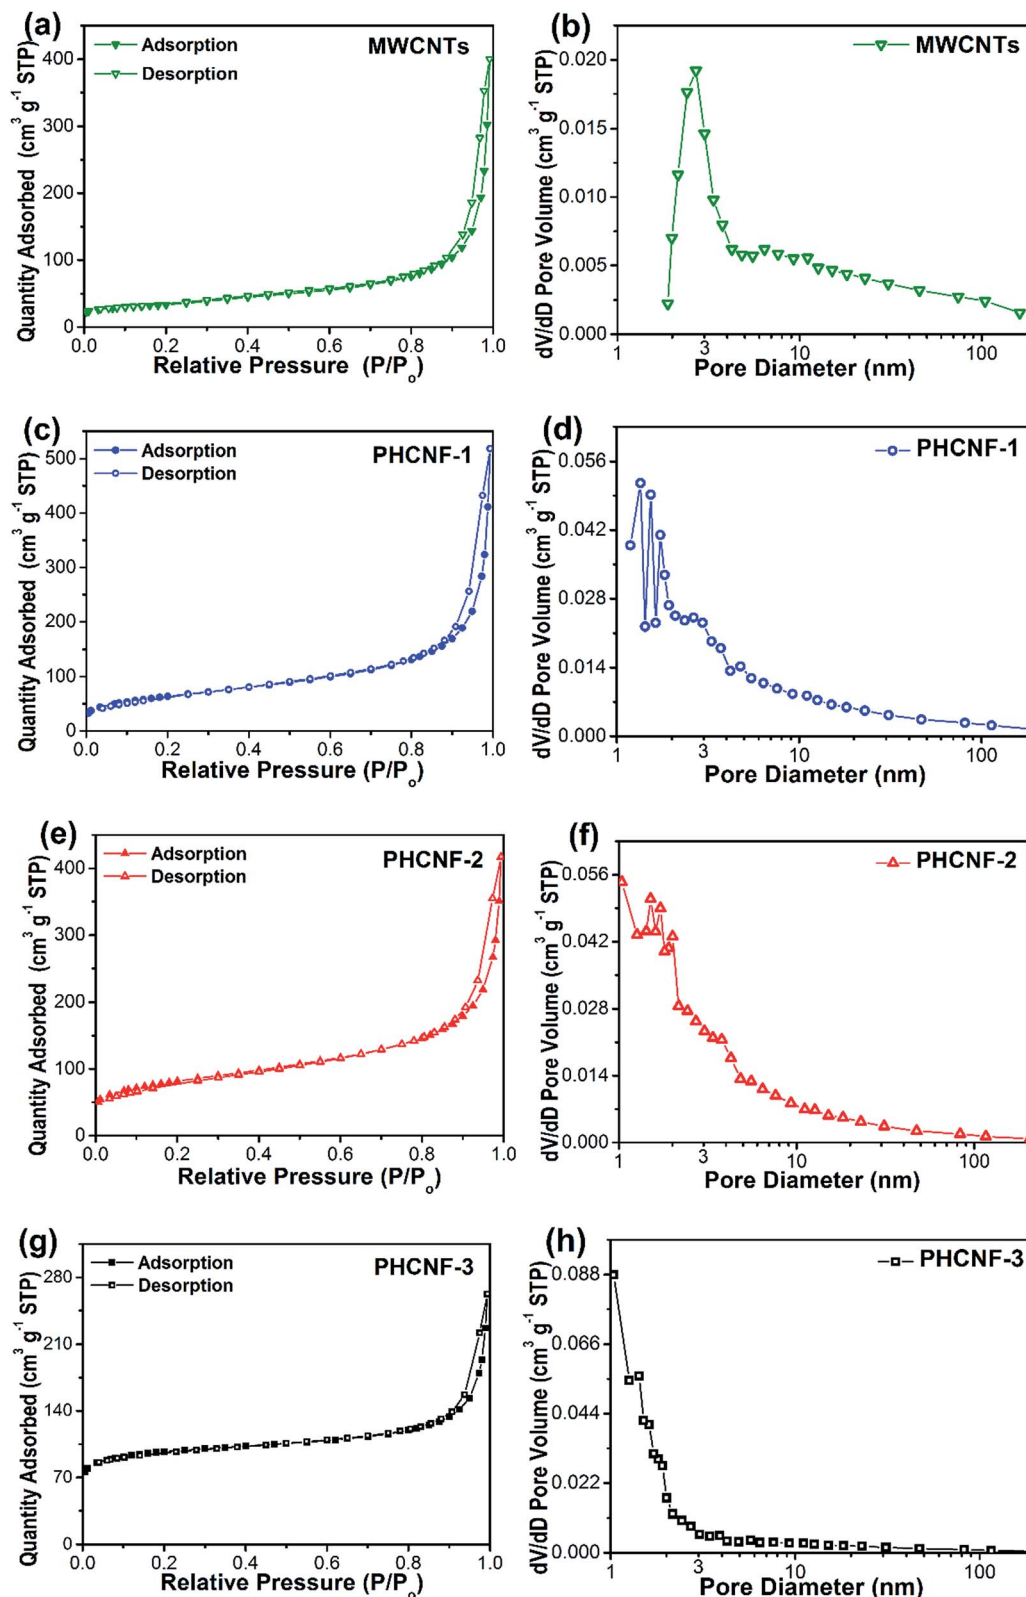 (a)
Adsorption
Desorption
MWCNTs
Quantity Adsorbed (cm³ g⁻¹ STP)
400
300
200
100
0
0.0 0.2 0.4 0.6 0.8 1.0
Relative Pressure (P/Pₒ)
(b)
MWCNTs
dV/dD Pore Volume (cm³ g⁻¹ STP)
0.020
0.015
0.010
0.005
0.000
1 3 10 100
Pore Diameter (nm)
(c)
Adsorption
Desorption
PHCNF-1
Quantity Adsorbed (cm³ g⁻¹ STP)
500
400
300
200
100
0
0.0 0.2 0.4 0.6 0.8 1.0
Relative Pressure (P/Pₒ)
(d)
PHCNF-1
dV/dD Pore Volume (cm³ g⁻¹ STP)
0.056
0.042
0.028
0.014
0.000
1 3 10 100
Pore Diameter (nm)
(e)
Adsorption
Desorption
PHCNF-2
Quantity Adsorbed (cm³ g⁻¹ STP)
400
300
200
100
0
0.0 0.2 0.4 0.6 0.8 1.0
Relative Pressure (P/Pₒ)
(f)
PHCNF-2
dV/dD Pore Volume (cm³ g⁻¹ STP)
0.056
0.042
0.028
0.014
0.000
1 3 10 100
Pore Diameter (nm)
(g)
Adsorption
Desorption
PHCNF-3
Quantity Adsorbed (cm³ g⁻¹ STP)
280
210
140
70
0
0.0 0.2 0.4 0.6 0.8 1.0
Relative Pressure (P/Pₒ)
(h)
PHCNF-3
dV/dD Pore Volume (cm³ g⁻¹ STP)
0.088
0.066
0.044
0.022
0.000
1 3 10 100
Pore Diameter (nm)